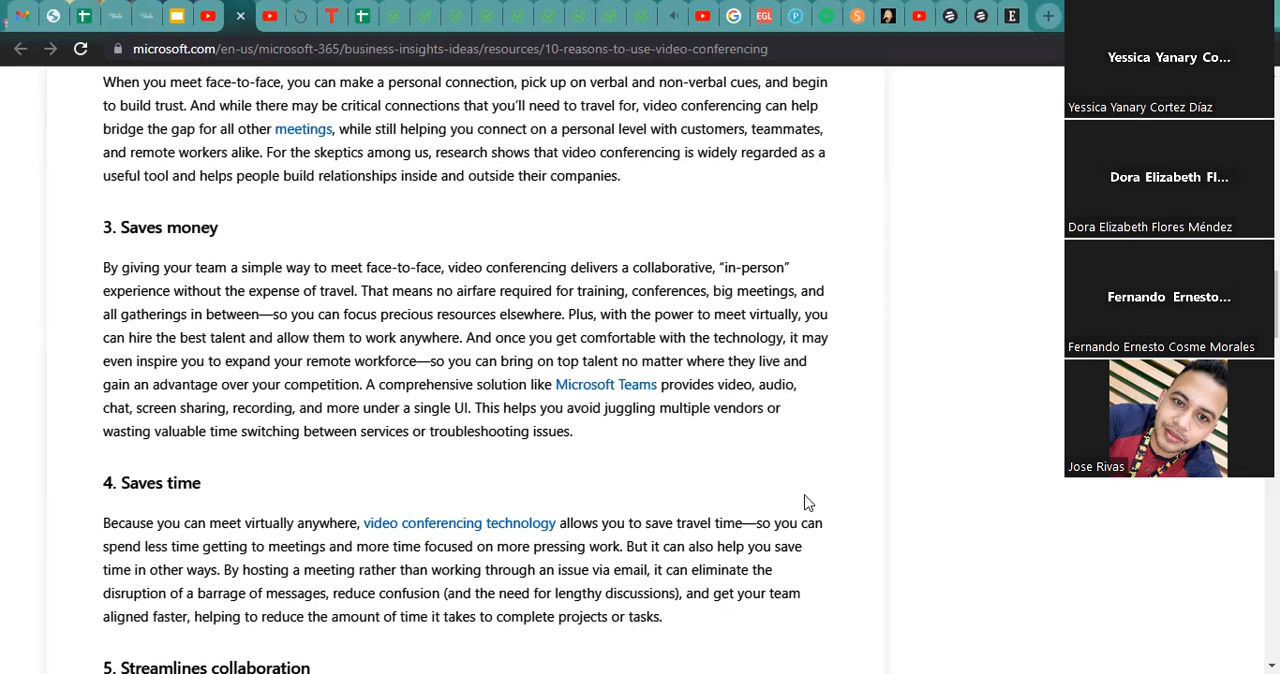 EGL
microsoft.com/en-us/microsoft-365/business-insights-ideas/resources/10-reasons-to-use-video-conferencing
When you meet face-to-face, you can make a personal connection, pick up on verbal and non-verbal cues, and begin
to build trust. And while there may be critical connections that you'll need to travel for, video conferencing can help
bridge the gap for all other meetings, while still helping you connect on a personal level with customers, teammates,
and remote workers alike. For the skeptics among us, research shows that video conferencing is widely regarded as a
useful tool and helps people build relationships inside and outside their companies.
3. Saves money
By giving your team a simple way to meet face-to-face, video conferencing delivers a collaborative, "in-person"
experience without the expense of travel. That means no airfare required for training, conferences, big meetings, and
all gatherings in between—so you can focus precious resources elsewhere. Plus, with the power to meet virtually, you
can hire the best talent and allow them to work anywhere. And once you get comfortable with the technology, it may
even inspire you to expand your remote workforce—so you can bring on top talent no matter where they live and
gain an advantage over your competition. A comprehensive solution like Microsoft Teams provides video, audio,
chat, screen sharing, recording, and more under a single UI. This helps you avoid juggling multiple vendors or
wasting valuable time switching between services or troubleshooting issues.
4. Saves time
Because you can meet virtually anywhere, video conferencing technology allows you to save travel time—so you can
spend less time getting to meetings and more time focused on more pressing work. But it can also help you save
time in other ways. By hosting a meeting rather than working through an issue via email, it can eliminate the
disruption of a barrage of messages, reduce confusion (and the need for lengthy discussions), and get your team
aligned faster, helping to reduce the amount of time it takes to complete projects or tasks.
5. Streamlines collaboration
Yessica Yanary Co...
Yessica Yanary Cortez Díaz
Dora Elizabeth Fl...
Dora Elizabeth Flores Méndez
Fernando Ernesto...
Fernando Ernesto Cosme Morales
Jose Rivas